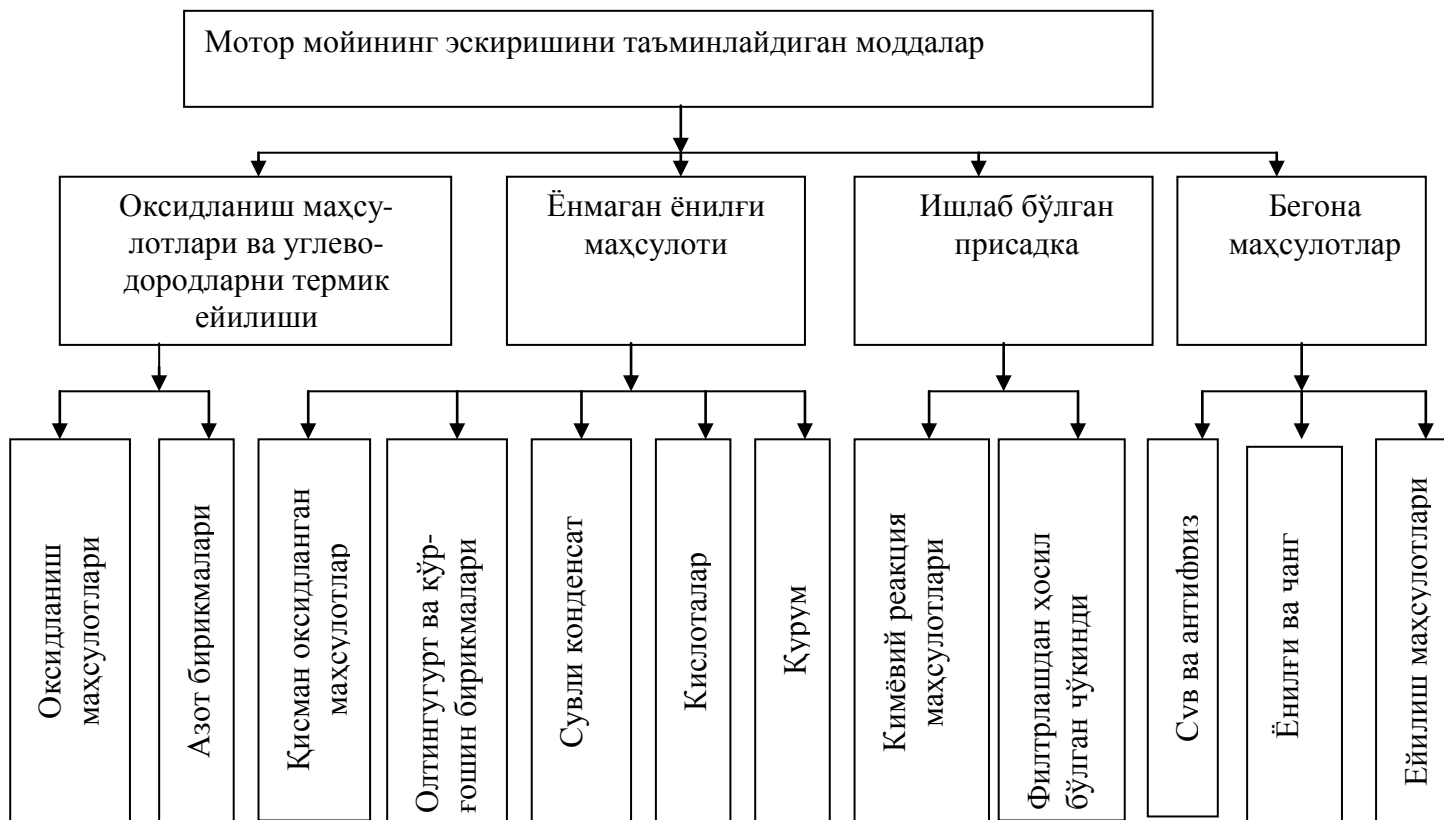 Мотор мойининг эскиришини таъминлайдиган моддалар
Оксидланиш маҳсу-
лотлари ва углево-
дородларни термик
ейилиши
Ёнмаган ёнилғи
маҳсулоти
Ишлаб бўлган
присадка
Бегона
маҳсулотлар
Оксидланиш
маҳсулотлари
Азот бирикмалари
Қисман оксидланган
маҳсулотлар
Олтингугурт ва қўр-
ғошин бирикмалари
Сувли конденсат
Кислоталар
Қурум
Кимёвий реакция
маҳсулотлари
Филтрлашдан ҳосил
бўлган чўкинди
Сув ва антифриз
Ёнилғи ва чанг
Ейилиш маҳсулотлари